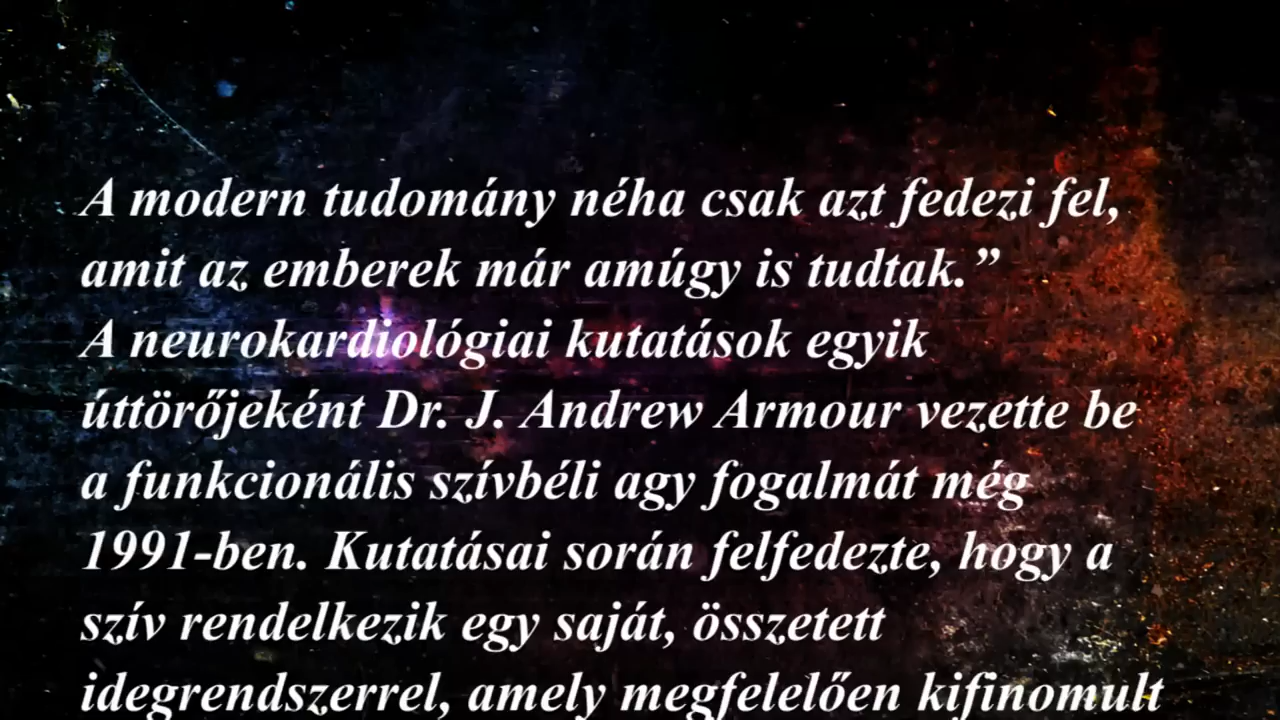 A modern tudomány néha csak azt fedezi fel,
amit az emberek már amúgy is tudtak.”
A neurokardiológiai kutatások egyik
úttörőjeként Dr. J. Andrew Armour vezette be
a funkcionális szívbéli agy fogalmát még
1991-ben. Kutatásai során felfedezte, hogy a
szív rendelkezik egy saját, összetett
idegrendszerrel, amely megfelelően kifinomult